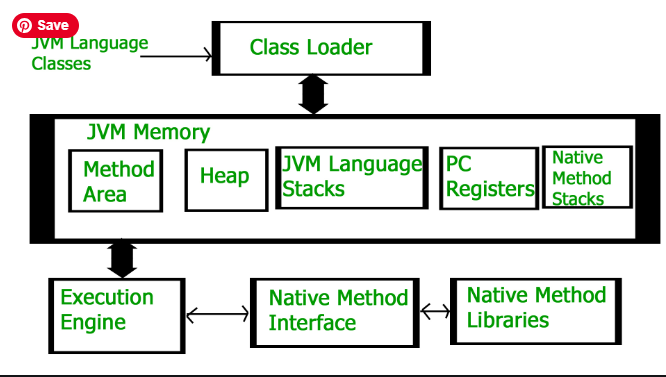 Save
JVM Language
Classes
Class Loader
JVM Memory
Method
Area
Heap
JVM Language
Stacks
PC
Registers
Native
Method
Stacks
Execution
Engine
Native Method
Interface
Native Method
Libraries